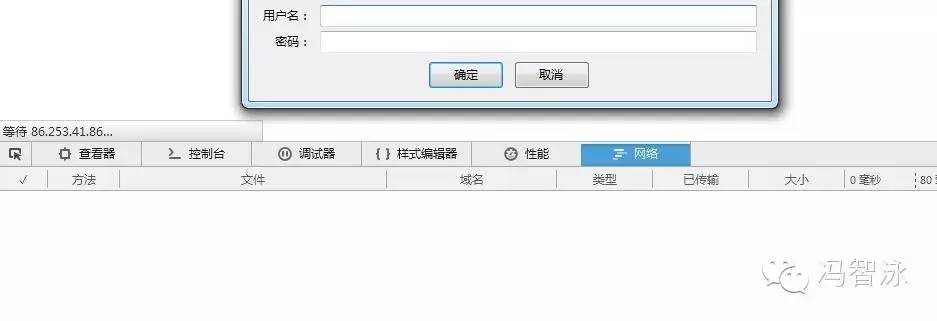 用户名：
密码：
确定 取消
等待 86.253.41.86...
查看器 控制台 调试器 { } 样式编辑器 性能 网络
✓ 方法 文件 域名 类型 已传输 大小 0 毫秒 80
冯智泳